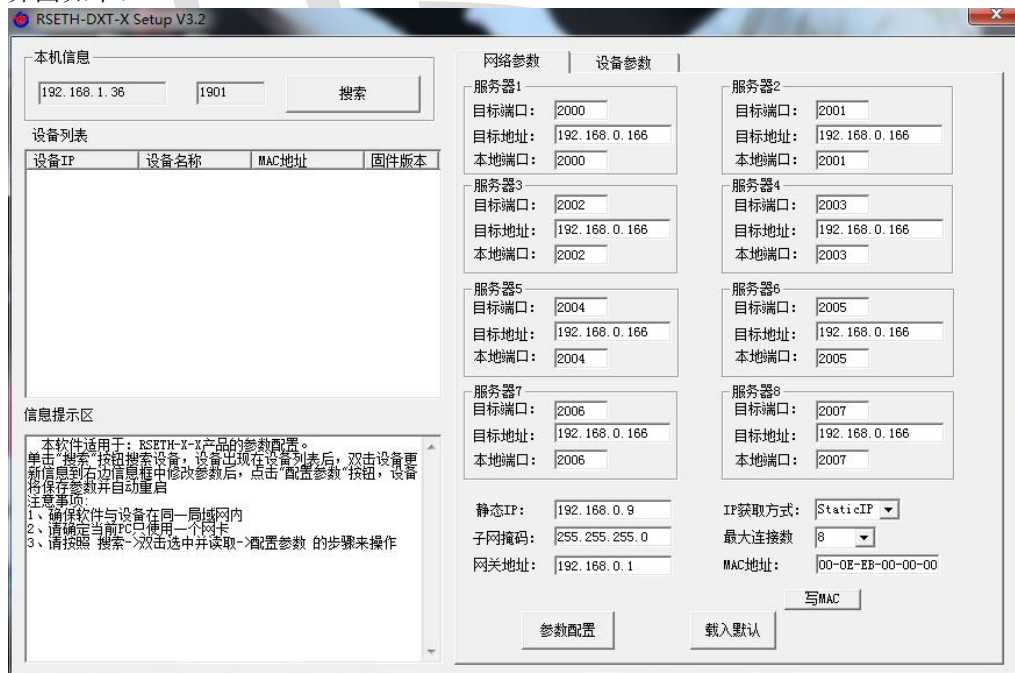 RSETH-DXT-X Setup V3.2
本机信息
192.168.1.36 1901 搜索
设备列表
设备IP 设备名称 MAC地址 固件版本
信息提示区
本软件适用于: RSETH-X-X产品的参数配置。
单击"搜索"按钮搜索设备，设备出现在设备列表后，双击设备更
新信息到右边信息框中修改参数后，点击"配置参数"按钮，设备
将保存参数并自动重启
注意事项:
1、确保软件与设备在同一局域网内
2、请确定当前PC只使用一个网卡
3、请按照 搜索->双击选中并读取->配置参数 的步骤来操作
网络参数 设备参数
服务器1
目标端口: 2000
目标地址: 192.168.0.166
本地端口: 2000
服务器2
目标端口: 2001
目标地址: 192.168.0.166
本地端口: 2001
服务器3
目标端口: 2002
目标地址: 192.168.0.166
本地端口: 2002
服务器4
目标端口: 2003
目标地址: 192.168.0.166
本地端口: 2003
服务器5
目标端口: 2004
目标地址: 192.168.0.166
本地端口: 2004
服务器6
目标端口: 2005
目标地址: 192.168.0.166
本地端口: 2005
服务器7
目标端口: 2006
目标地址: 192.168.0.166
本地端口: 2006
服务器8
目标端口: 2007
目标地址: 192.168.0.166
本地端口: 2007
静态IP: 192.168.0.9
子网掩码: 255.255.255.0
网关地址: 192.168.0.1
IP获取方式: StaticIP
最大连接数 8
MAC地址: 00-0E-EB-00-00-00
写MAC
参数配置 载入默认